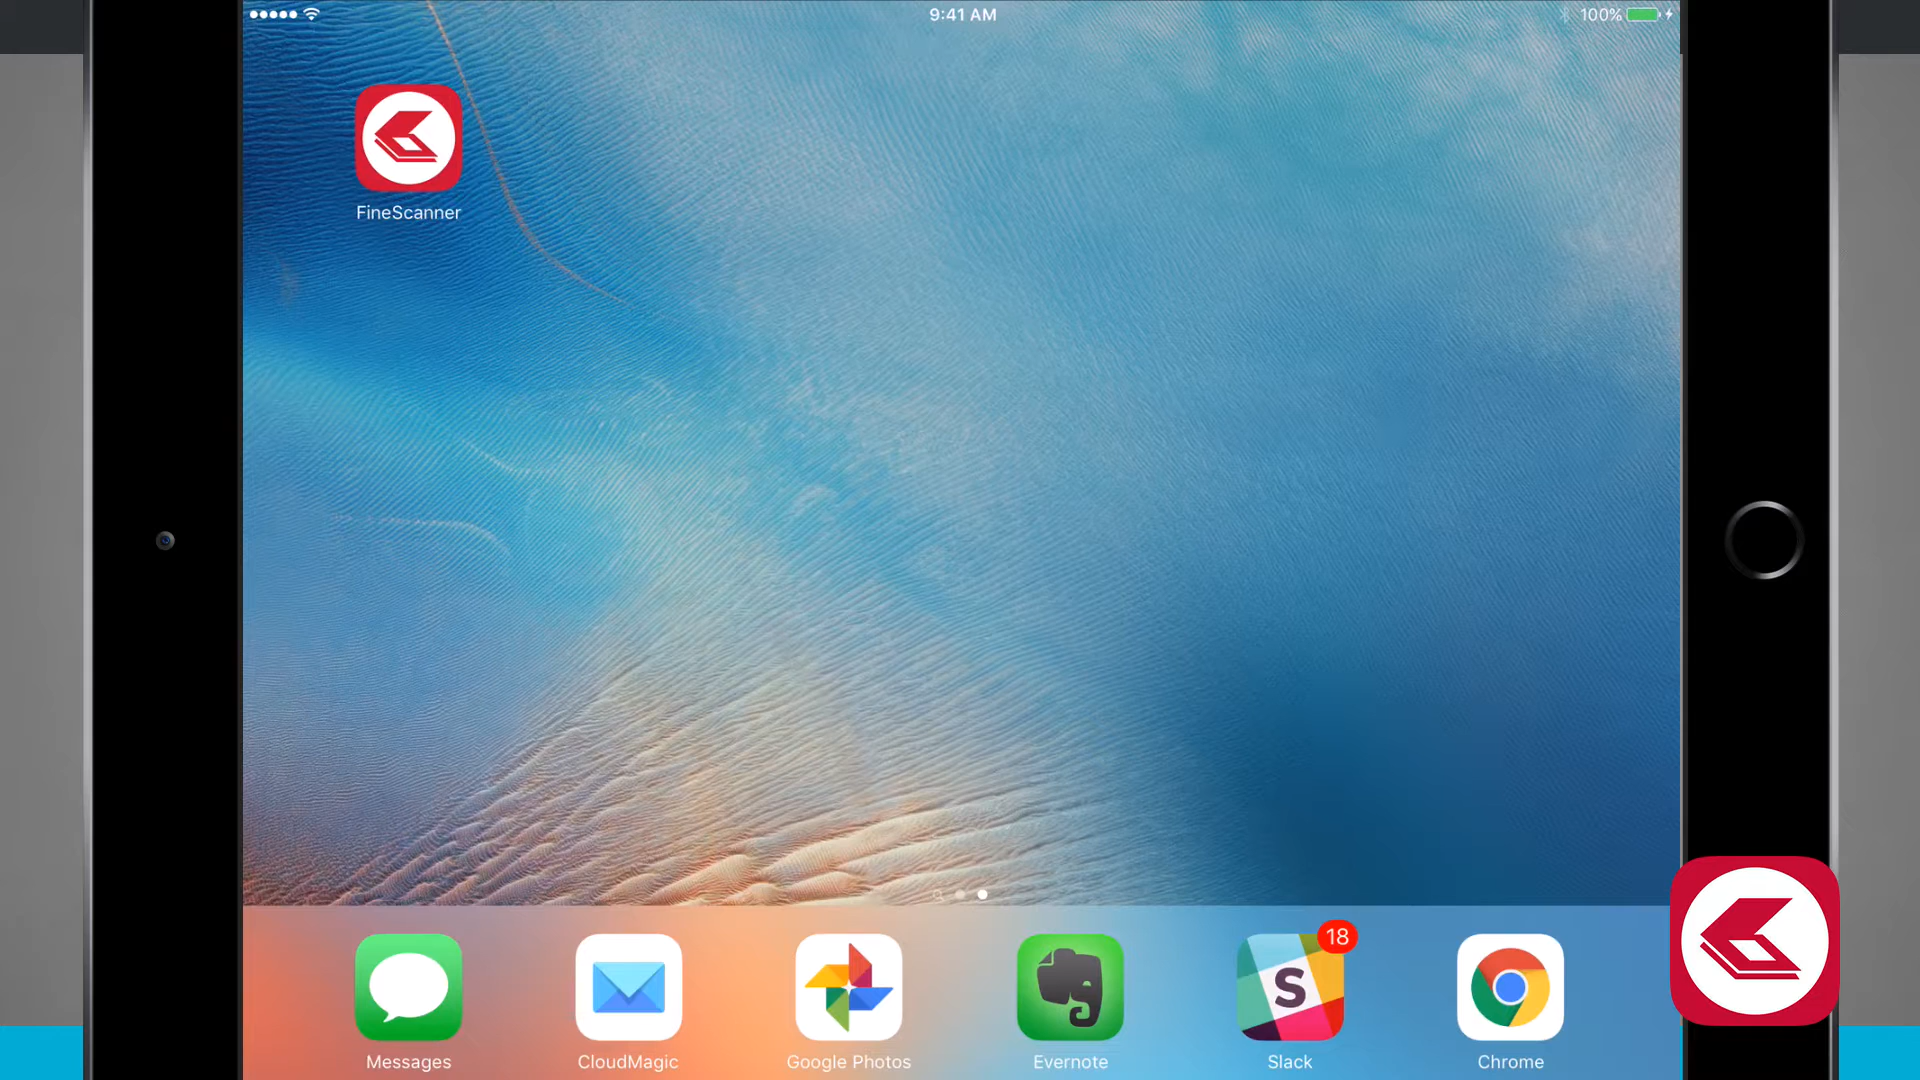 9:41 AM
100%
FineScanner
18
S
Messages
CloudMagic
Google Photos
Evernote
Slack
Chrome